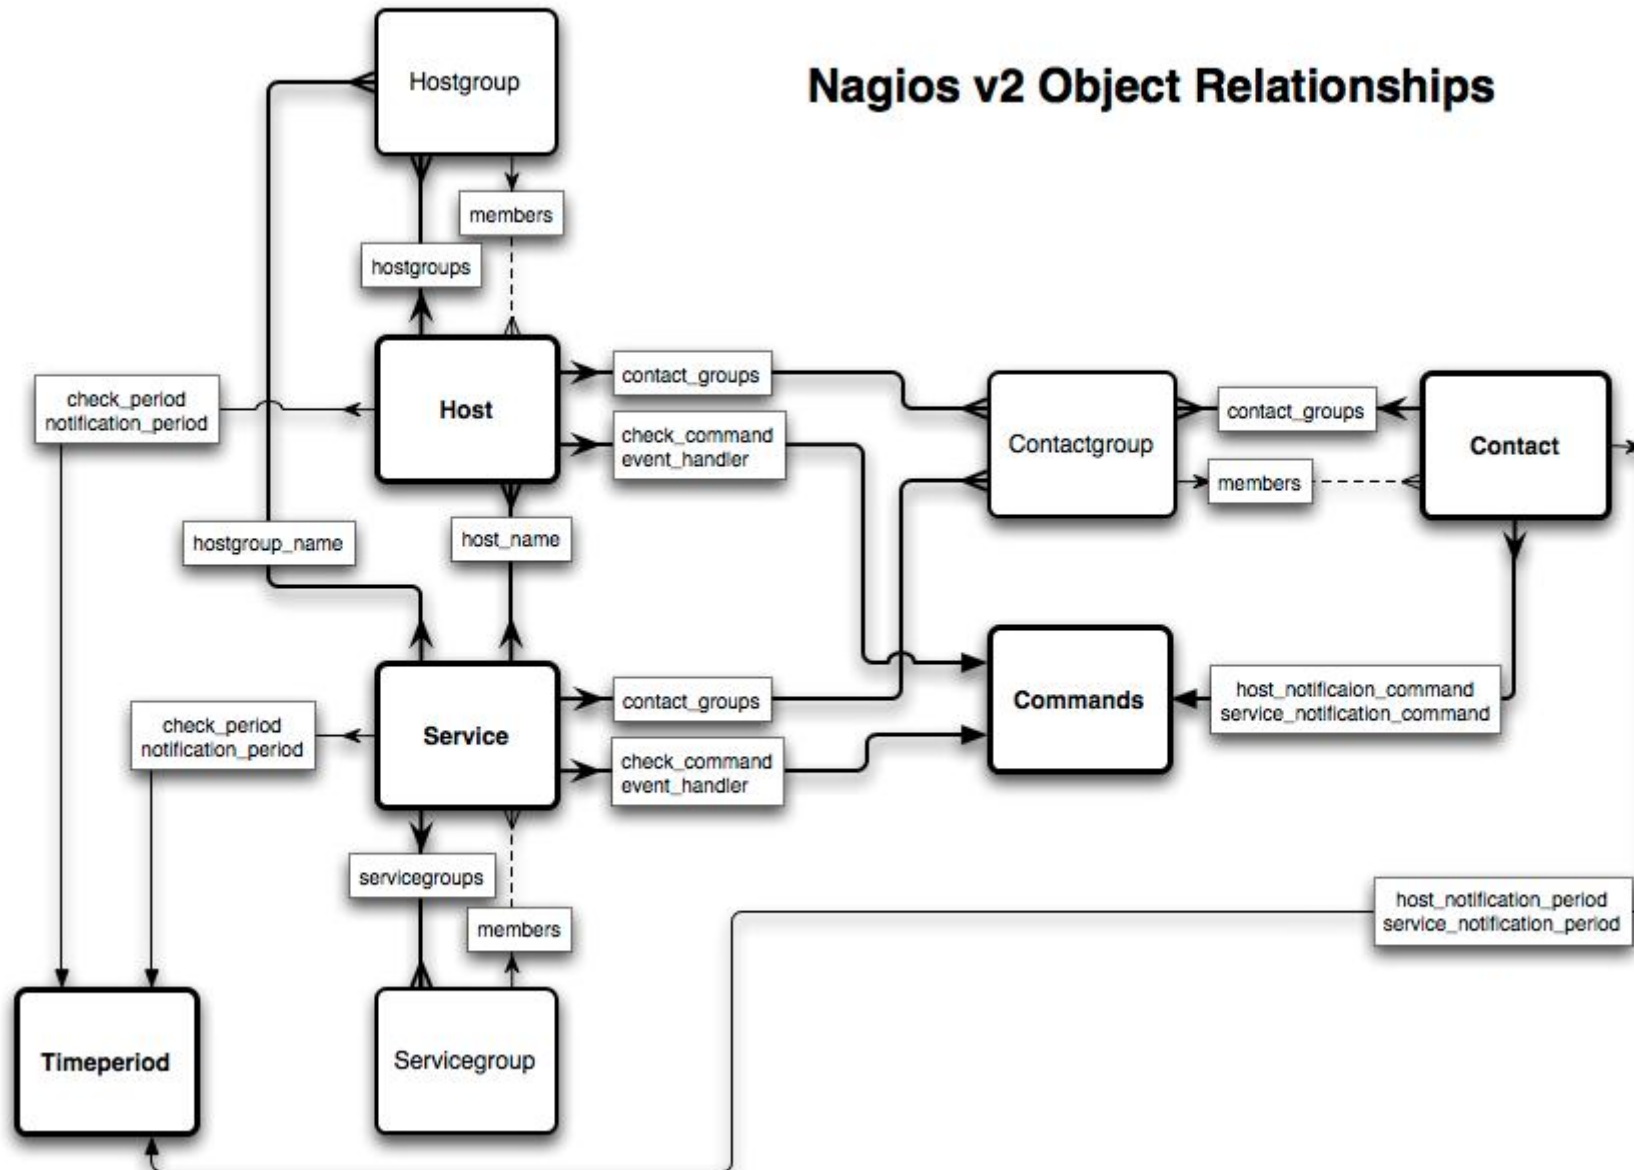 Hostgroup
Nagios v2 Object Relationships
members
hostgroups
check_period
notification_period
Host
contact_groups
check_command
event_handler
Contactgroup
contact_groups
members
Contact
hostgroup_name
host_name
check_period
notification_period
Service
contact_groups
check_command
event_handler
Commands
host_notificaion_command
service_notification_command
servicegroups
members
host_notification_period
service_notification_period
Timeperiod
Servicegroup